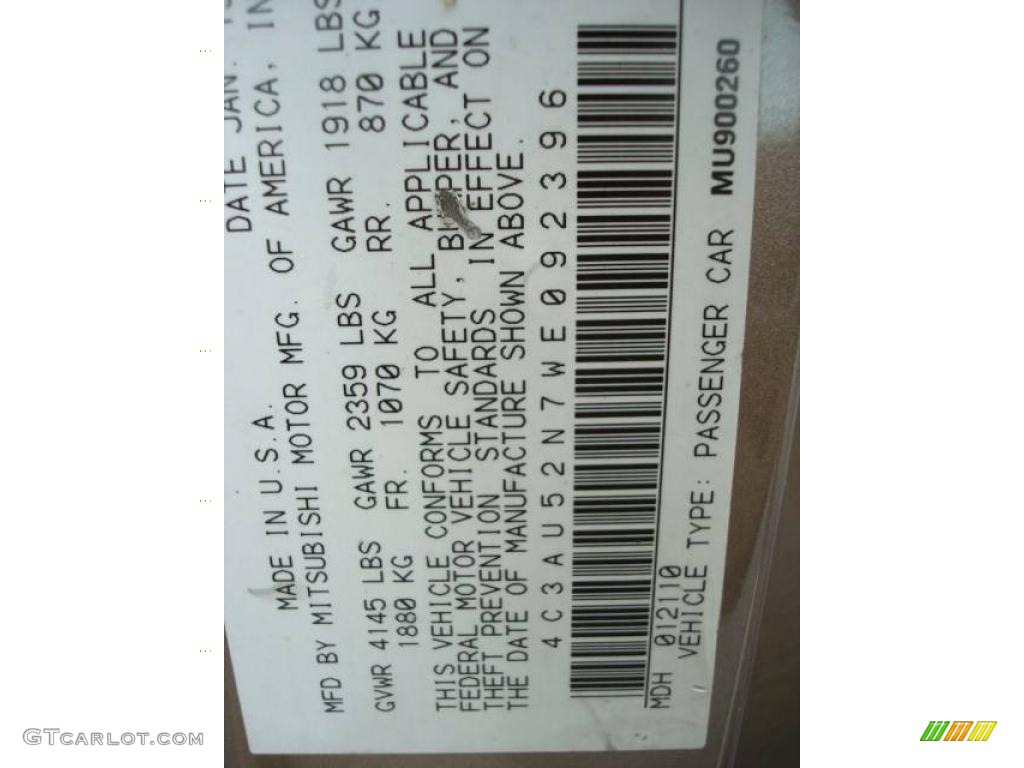 MADE IN U.S.A. DATE JAN.
MFD BY MITSUBISHI MOTOR MFG. OF AMERICA, IN
GVWR 4145 LBS GAWR 2359 LBS GAWR 1918 LBS
1880 KG FR. 1070 KG RR. 870 KG
THIS VEHICLE CONFORMS TO ALL APPLICABLE
FEDERAL MOTOR VEHICLE SAFETY, AND
THEFT PREVENTION STANDARDS IN EFFECT ON
THE DATE OF MANUFACTURE SHOWN ABOVE.
4C3AU52N7WE092396
MDH 012110
VEHICLE TYPE: PASSENGER CAR MU900260
GTCARLOT.COM